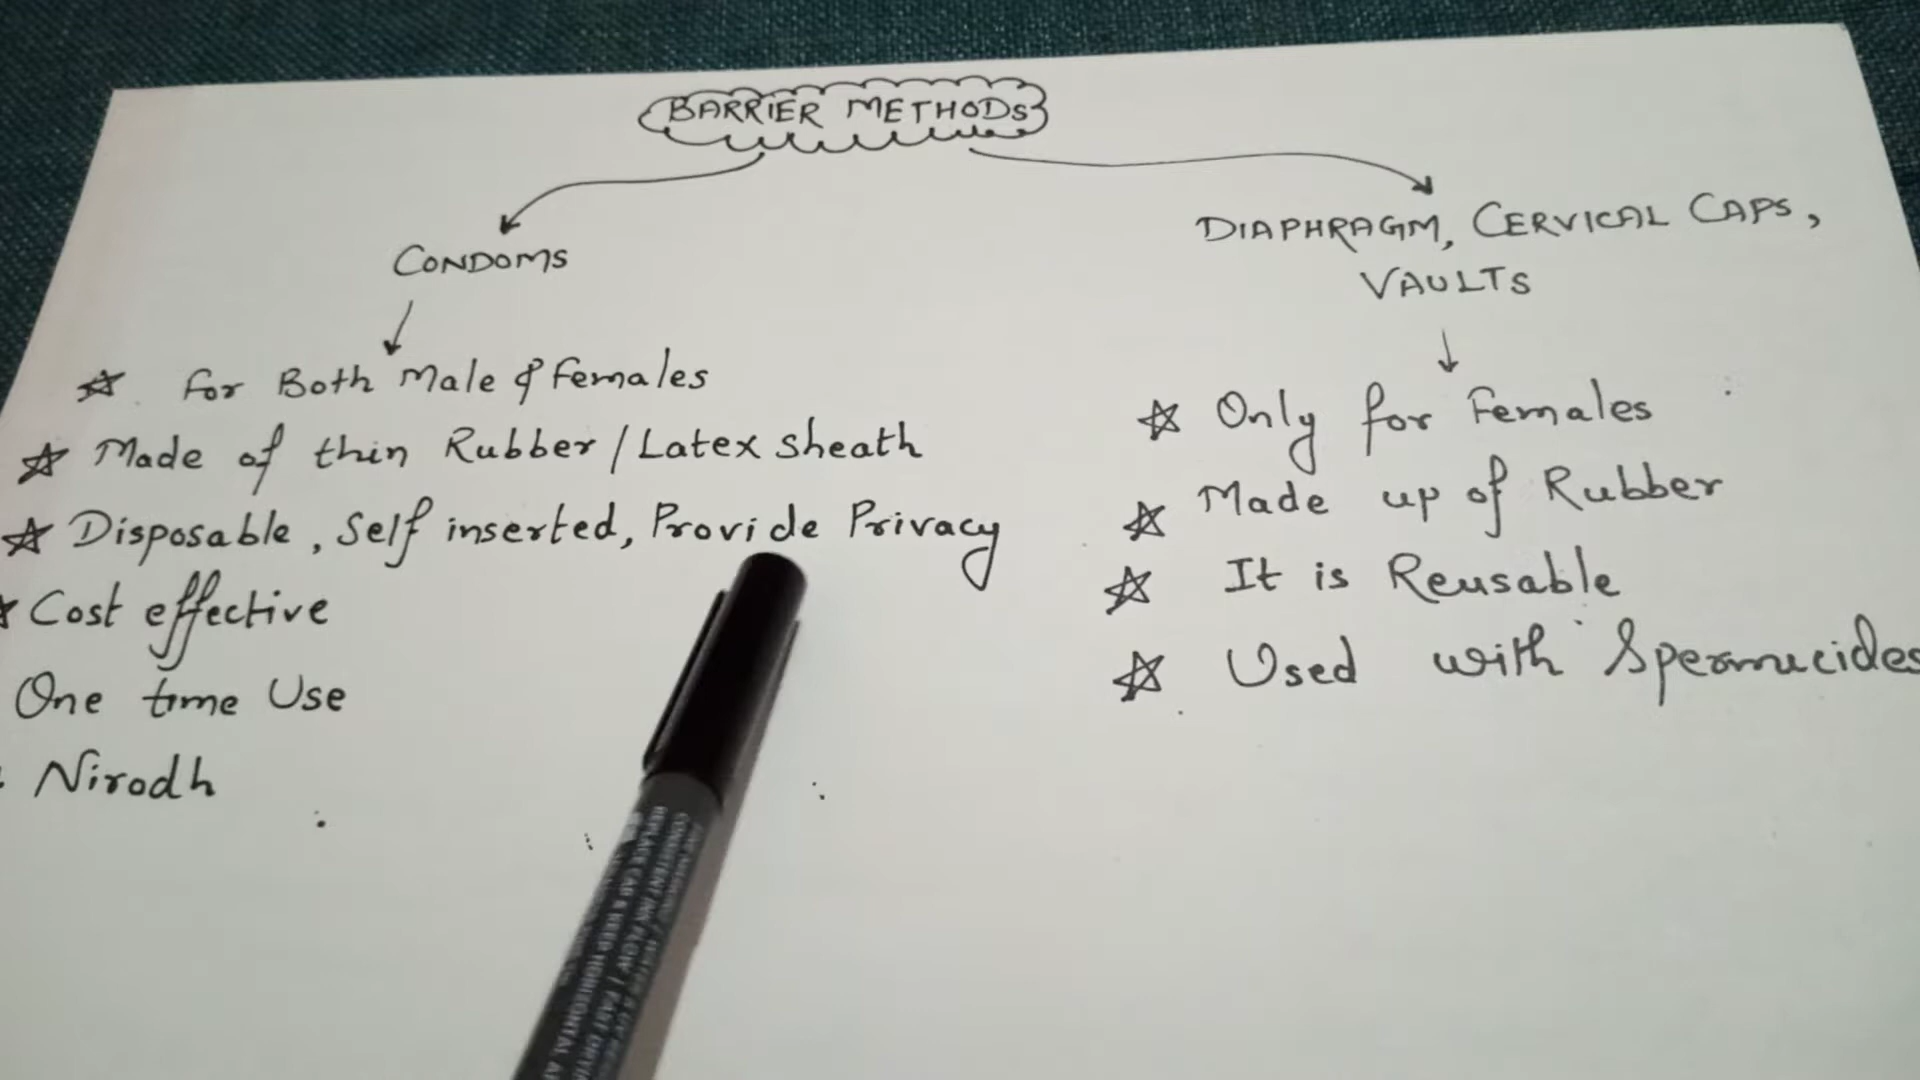 BARRIER METHODS
CONDOMS
For Both Male & Females
Made of thin Rubber / Latex sheath
Disposable, Self inserted, Provide Privacy
Cost effective
One time Use
Nirodh
DIAPHRAGM, CERVICAL CAPS,
VAULTS
Only for Females
Made up of Rubber
It is Reusable
Used with Spermicides